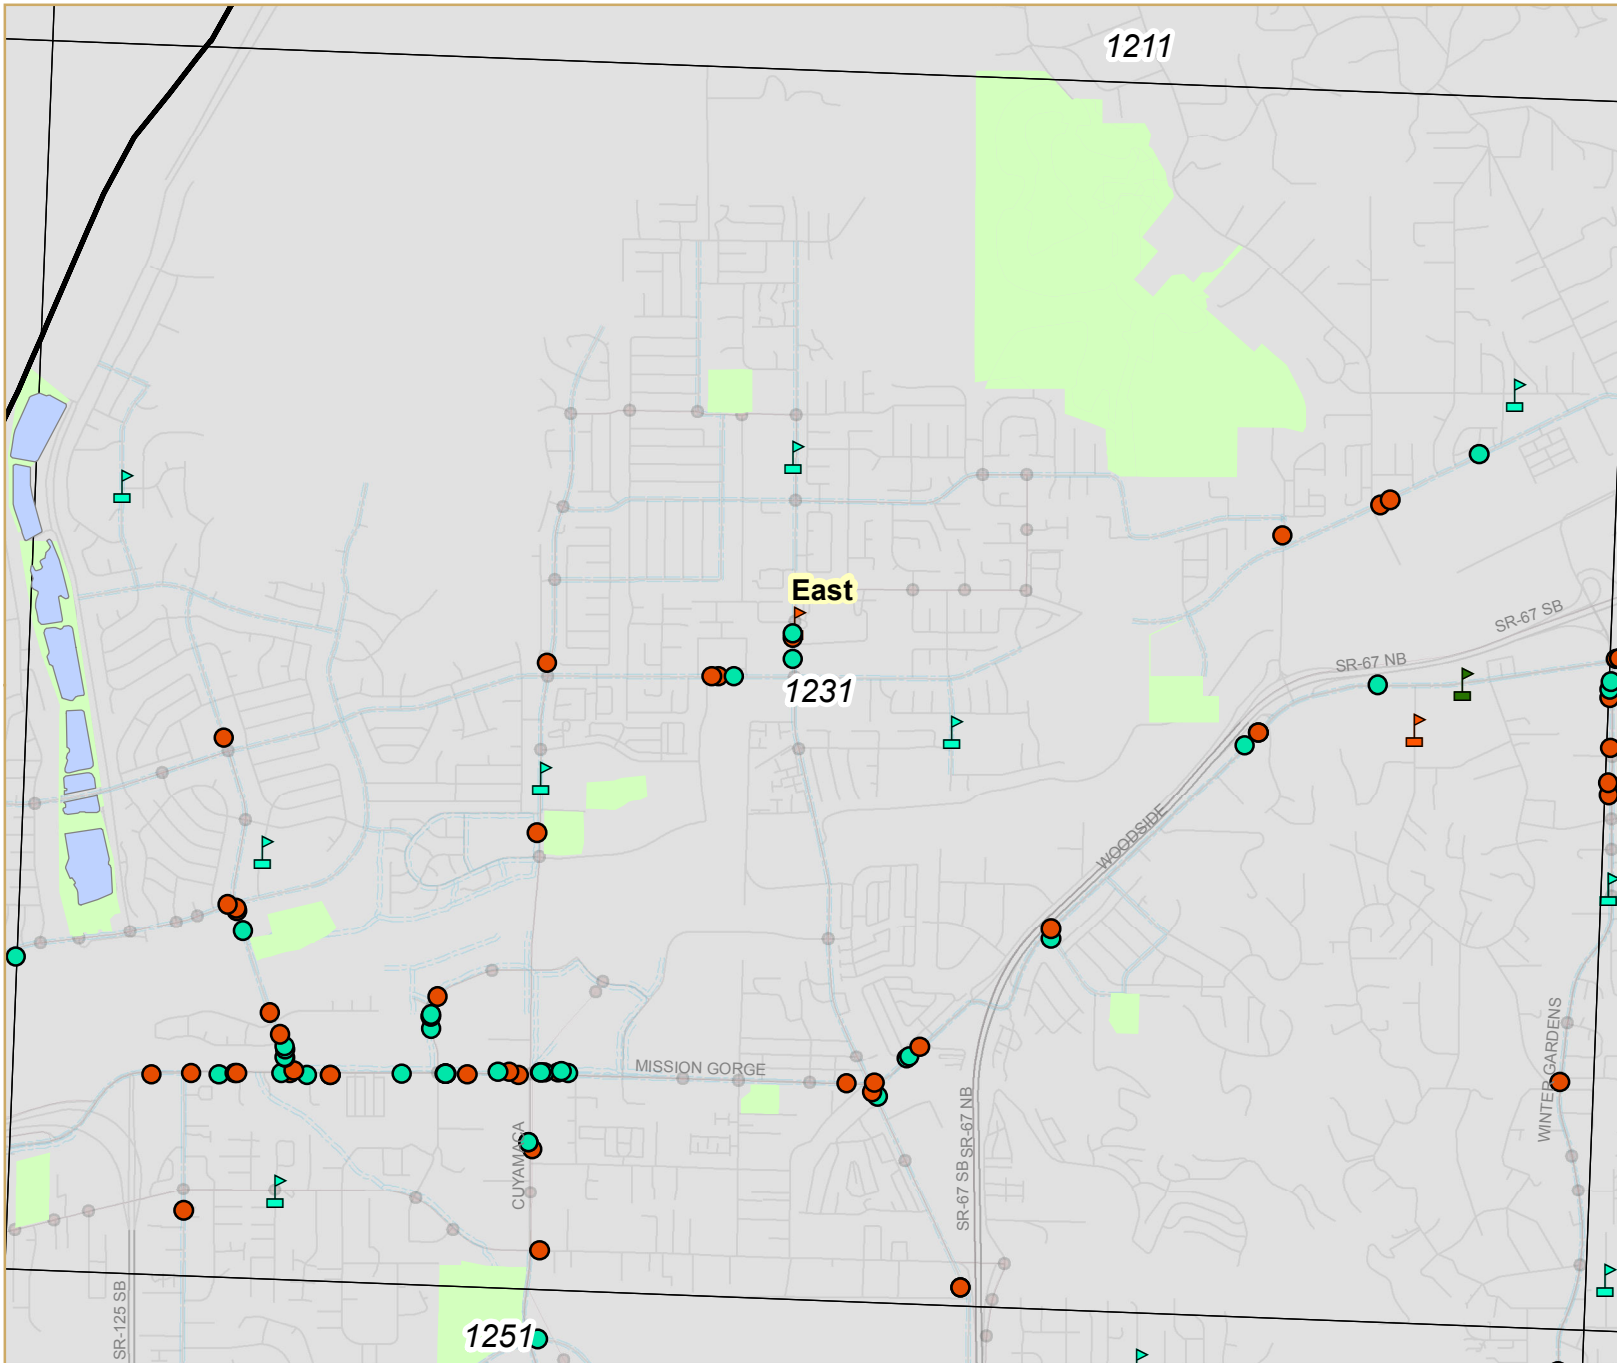 1211
East
SR-67 SB
SR-67 NB
1231
WOODSIDE
WINTER GARDENS
MISSION GORGE
SR-67 NB
CUYAMACA
SR-67 SB
SR-125 SB
1251